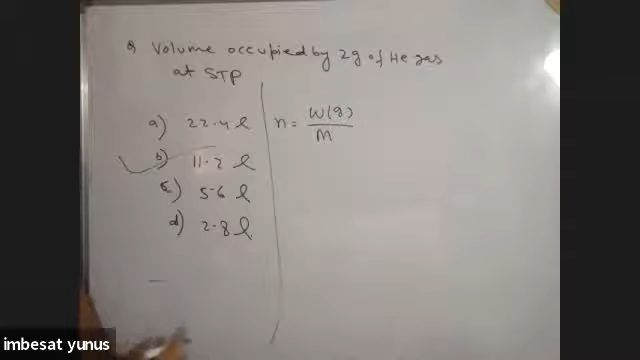 Q Volume occupied by 2g of He gas
at STP
a) 22.4 l
b) 11.2 l
c) 5.6 l
d) 2.8 l
n = W(g)
M
imbesat yunus